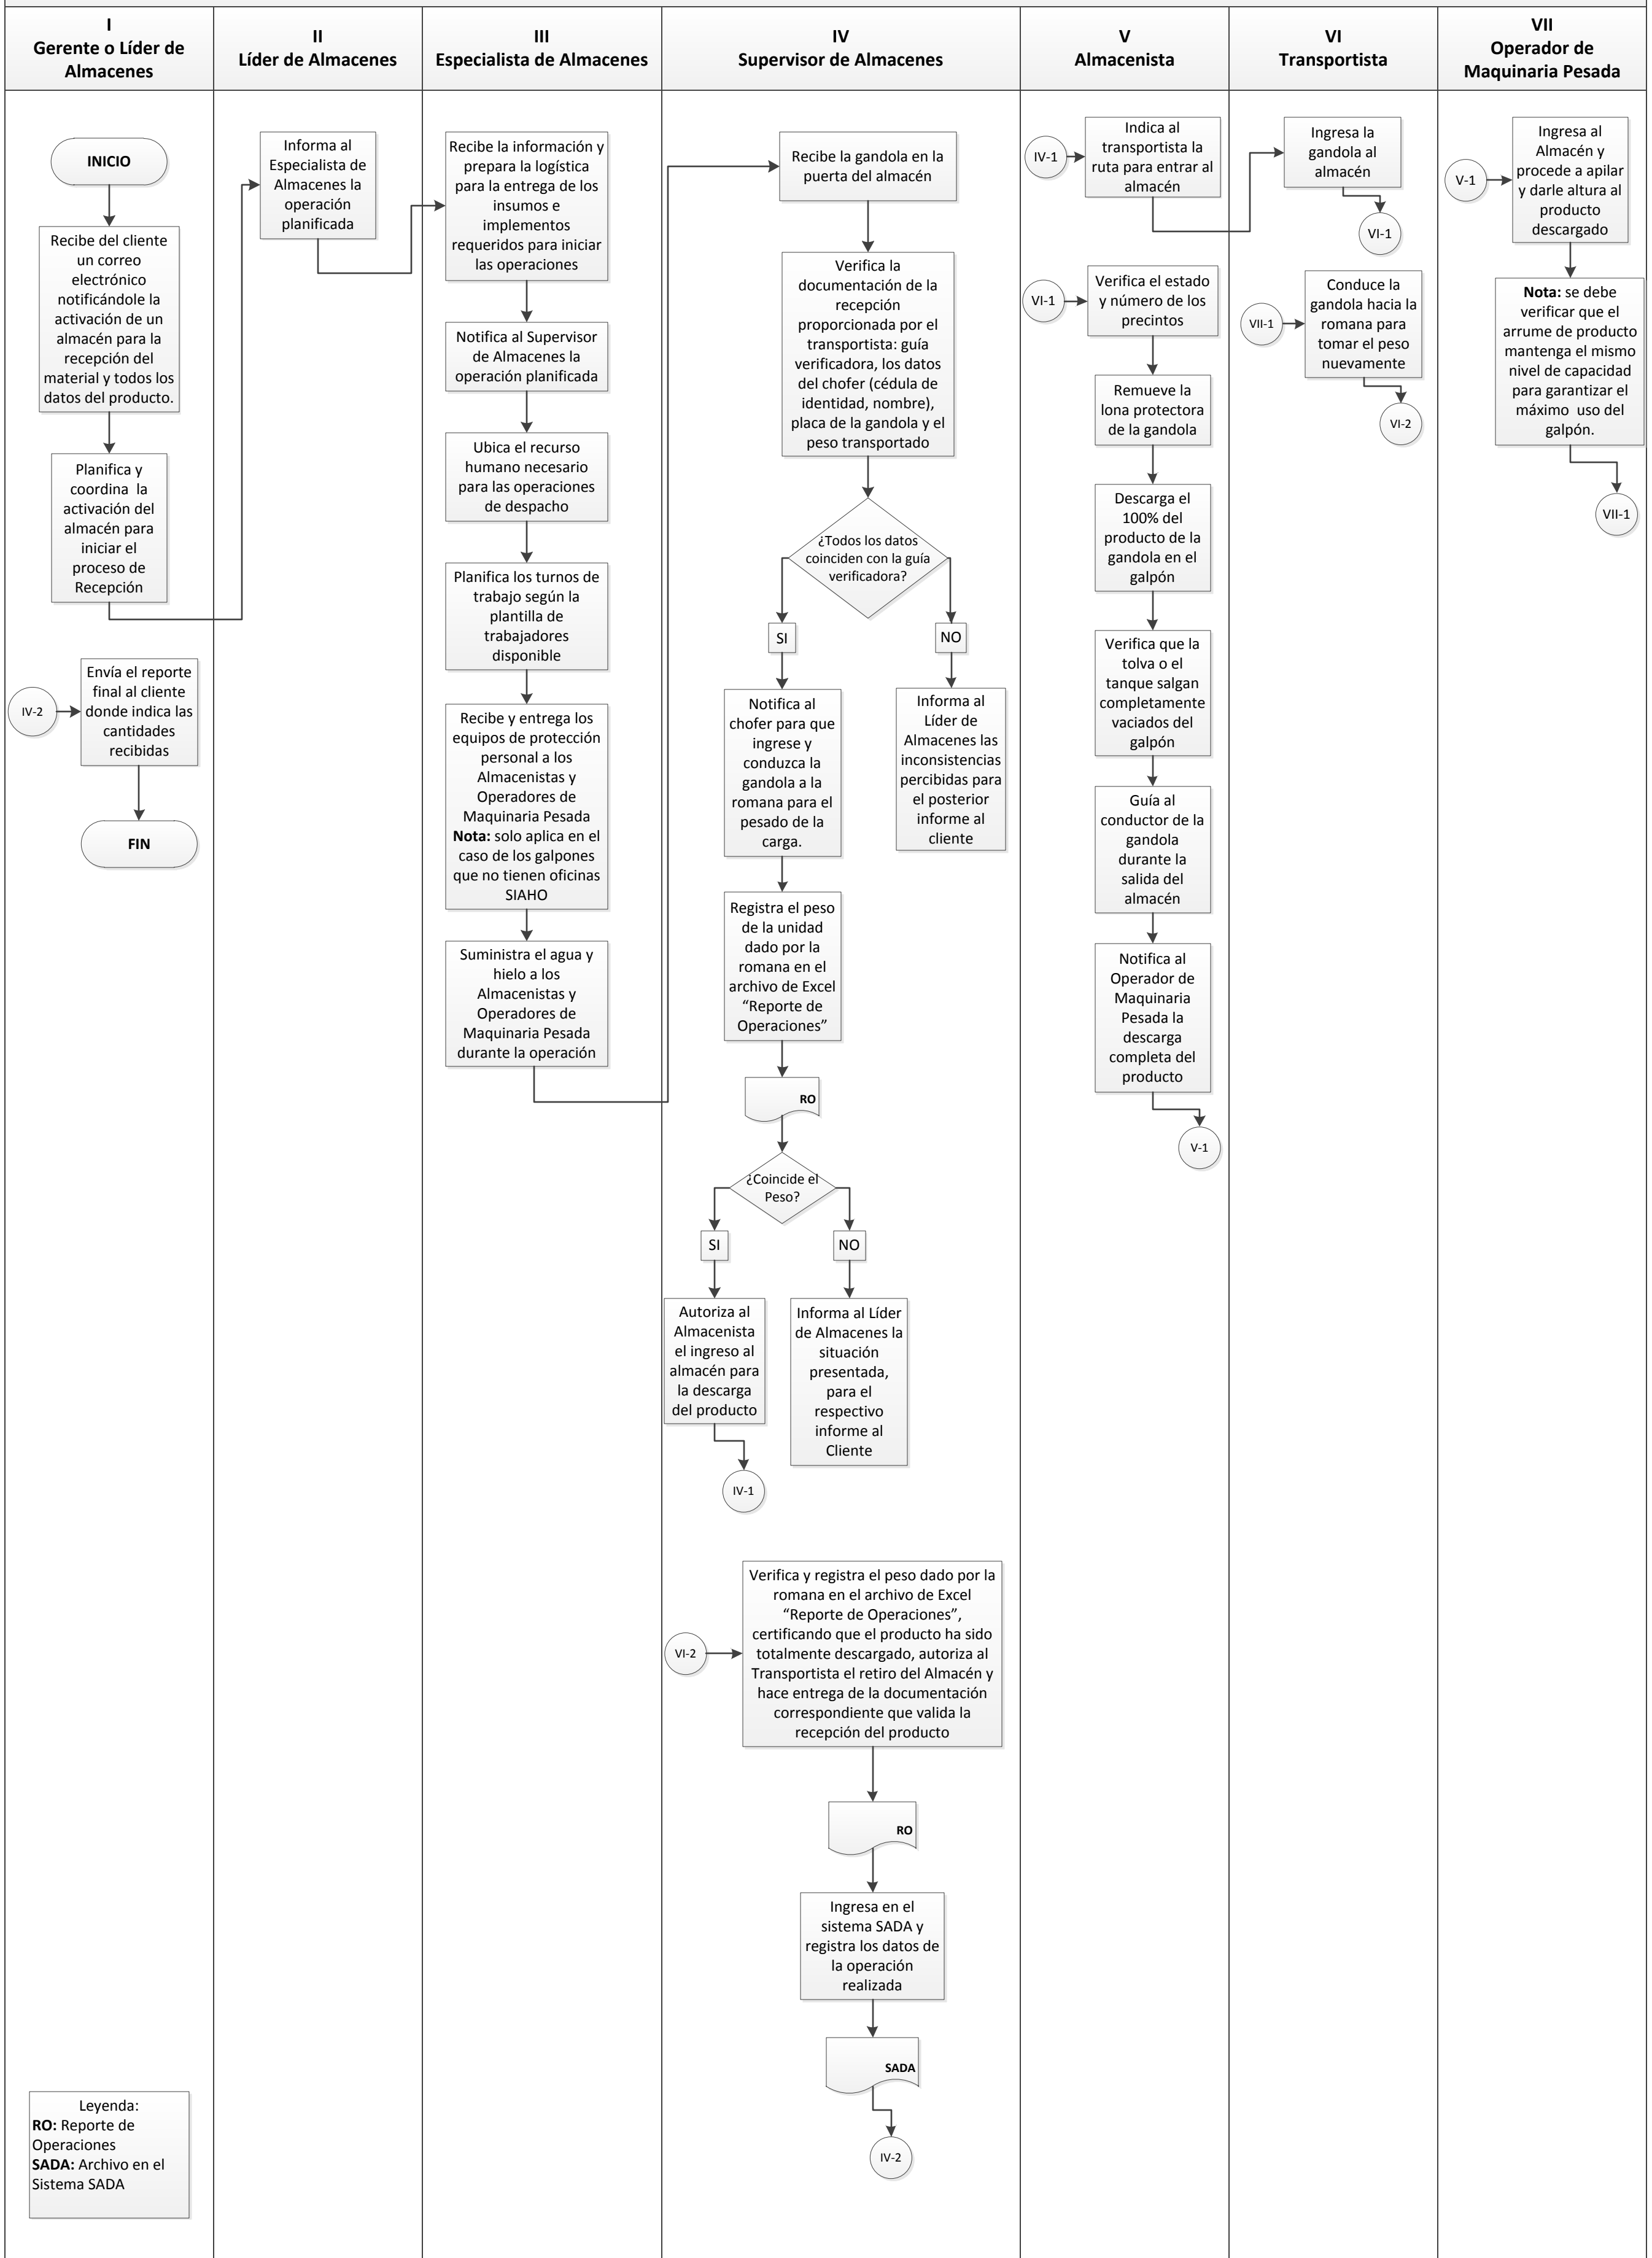 I
Gerente o Líder de
Almacenes
II
Líder de Almacenes
III
Especialista de Almacenes
IV
Supervisor de Almacenes
V
Almacenista
VI
Transportista
VII
Operador de
Maquinaria Pesada
INICIO
Recibe del cliente
un correo
electrónico
notificándole la
activación de un
almacén para la
recepción del
material y todos los
datos del producto.
Planifica y
coordina la
activación del
almacén para
iniciar el
proceso de
Recepción
IV-2
Envía el reporte
final al cliente
donde indica las
cantidades
recibidas
FIN
Leyenda:
RO: Reporte de
Operaciones
SADA: Archivo en el
Sistema SADA
Informa al
Especialista de
Almacenes la
operación
planificada
Recibe la información y
prepara la logística
para la entrega de los
insumos e
implementos
requeridos para iniciar
las operaciones
Notifica al Supervisor
de Almacenes la
operación planificada
Ubica el recurso
humano necesario
para las operaciones
de despacho
Planifica los turnos de
trabajo según la
plantilla de
trabajadores
disponible
Recibe y entrega los
equipos de protección
personal a los
Almacenistas y
Operadores de
Maquinaria Pesada
Nota: solo aplica en el
caso de los galpones
que no tienen oficinas
SIAHO
Suministra el agua y
hielo a los
Almacenistas y
Operadores de
Maquinaria Pesada
durante la operación
Recibe la gandola en la
puerta del almacén
Verifica la
documentación de la
recepción
proporcionada por el
transportista: guía
verificadora, los datos
del chofer (cédula de
identidad, nombre),
placa de la gandola y el
peso transportado
¿Todos los datos
coinciden con la guía
verificadora?
SI
NO
Notifica al
chofer para que
ingrese y
conduzca la
gandola a la
romana para el
pesado de la
carga.
Informa al
Líder de
Almacenes las
inconsistencias
percibidas para
el posterior
informe al
cliente
Registra el peso
de la unidad
dado por la
romana en el
archivo de Excel
“Reporte de
Operaciones”
RO
¿Coincide el
Peso?
SI
NO
Autoriza al
Almacenista
el ingreso al
almacén para
la descarga
del producto
Informa al Líder
de Almacenes la
situación
presentada,
para el
respectivo
informe al
Cliente
IV-1
VI-2
Verifica y registra el peso dado por la
romana en el archivo de Excel
“Reporte de Operaciones”,
certificando que el producto ha sido
totalmente descargado, autoriza al
Transportista el retiro del Almacén y
hace entrega de la documentación
correspondiente que valida la
recepción del producto
RO
Ingresa en el
sistema SADA y
registra los datos de
la operación
realizada
SADA
IV-2
IV-1
Indica al
transportista la
ruta para entrar al
almacén
VI-1
Verifica el estado
y número de los
precintos
Remueve la
lona protectora
de la gandola
Descarga el
100% del
producto de la
gandola en el
galpón
Verifica que la
tolva o el
tanque salgan
completamente
vaciados del
galpón
Guía al
conductor de la
gandola
durante la
salida del
almacén
Notifica al
Operador de
Maquinaria
Pesada la
descarga
completa del
producto
V-1
Ingresa la
gandola al
almacén
VI-1
VII-1
Conduce la
gandola hacia la
romana para
tomar el peso
nuevamente
VI-2
V-1
Ingresa al
Almacén y
procede a apilar
y darle altura al
producto
descargado
Nota: se debe
verificar que el
arrume de producto
mantenga el mismo
nivel de capacidad
para garantizar el
máximo uso del
galpón.
VII-1